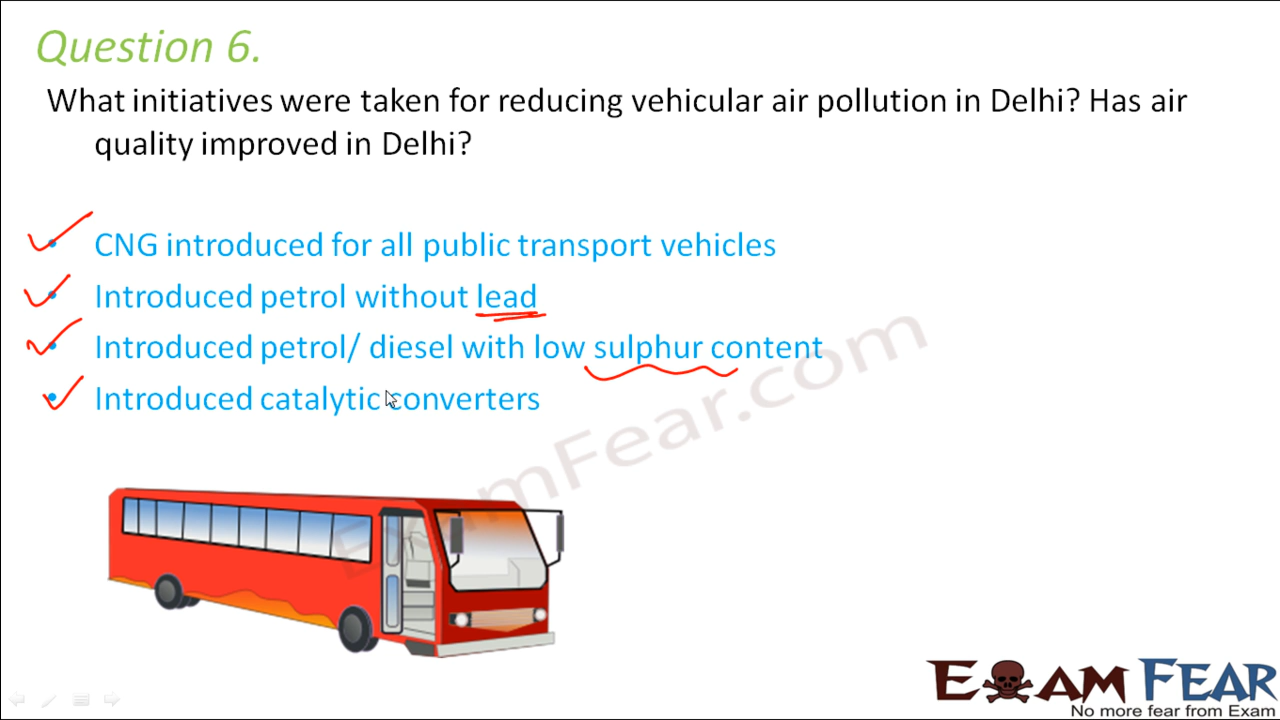 Question 6.
What initiatives were taken for reducing vehicular air pollution in Delhi? Has air
quality improved in Delhi?
• CNG introduced for all public transport vehicles
• Introduced petrol without lead
• Introduced petrol/ diesel with low sulphur content
• Introduced catalytic converters
ExamFear.com
EXAM FEAR
No more fear from Exam